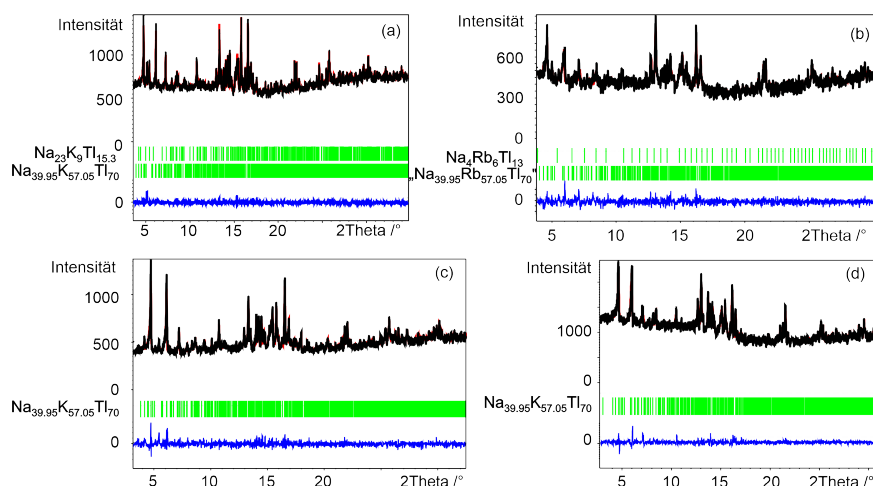 Intensität
(a)
1000
500
0
Na23K9Tl15.3
Na39.95K57.05Tl70
0
5
10
15
20
2Theta /°
Intensität
(b)
600
300
0
Na4Rb6Tl13
„Na39.95Rb57.05Tl70"
0
5
10
15
20
2Theta /°
Intensität
(c)
1000
500
0
Na39.95K57.05Tl70
0
5
10
15
20
2Theta /°
Intensität
(d)
1000
0
Na39.95K57.05Tl70
0
5
10
15
20
2Theta /°